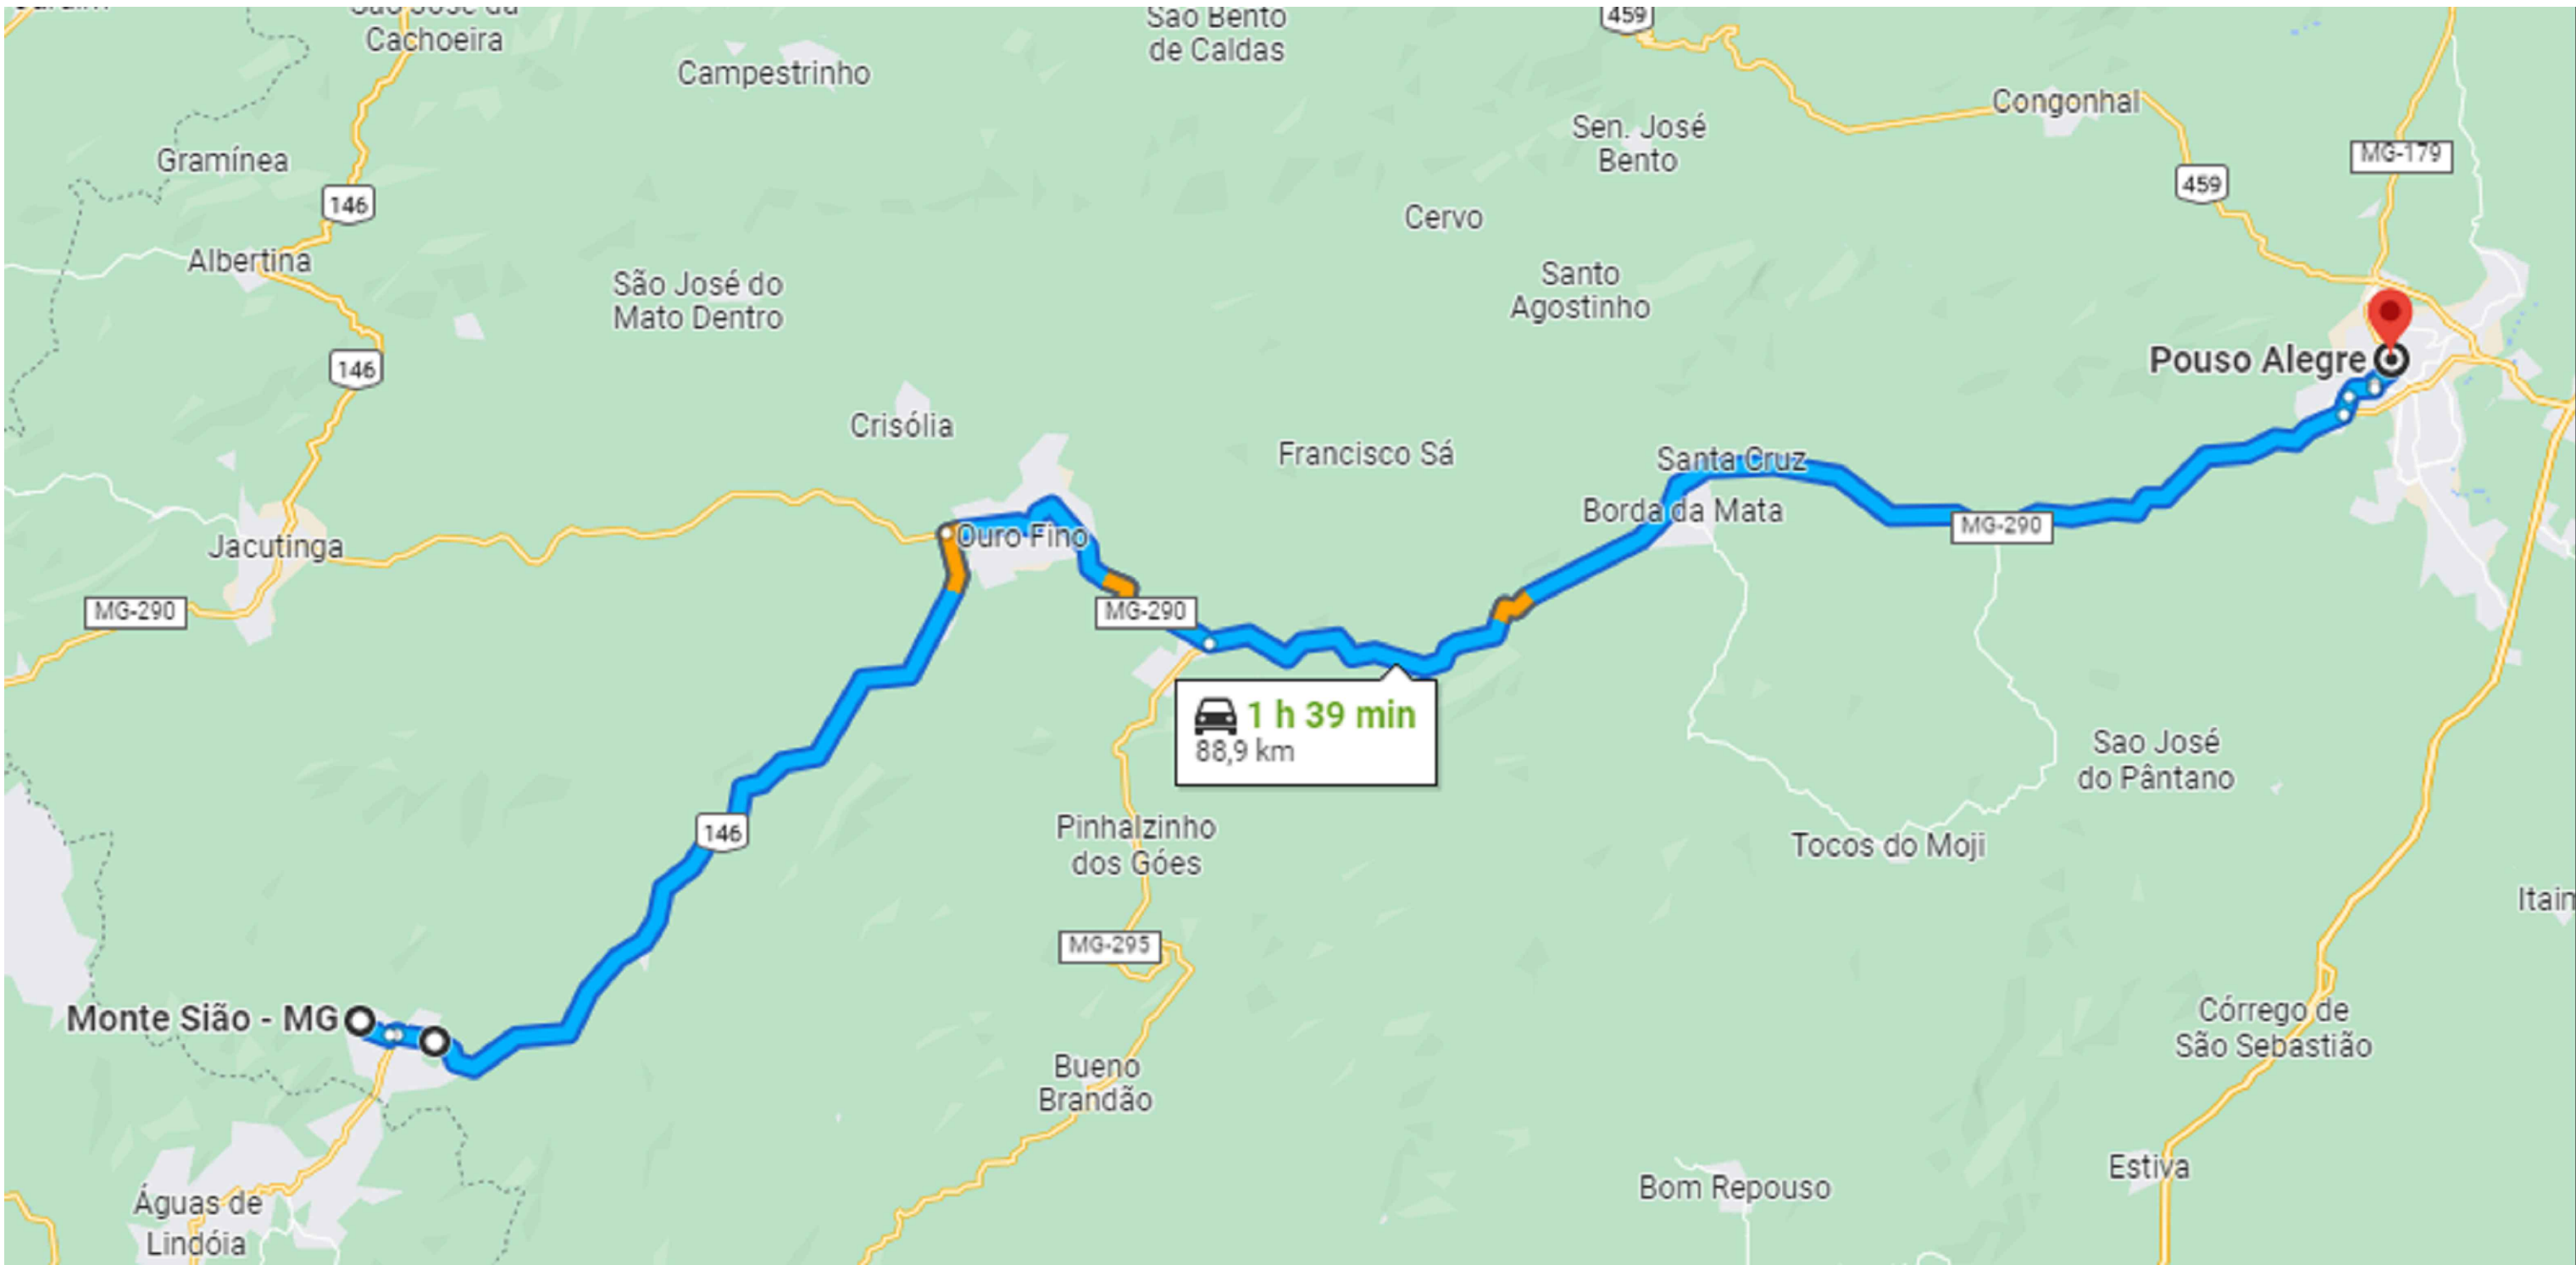 São José da
Cachoeira
São Bento
de Caldas
459
Campestrinho
Congonhal
Sen. José
Bento
MG-179
Gramínea
459
146
Cervo
Albertina
Santo
Agostinho
São José do
Mato Dentro
Pouso Alegre
146
Crisólia
Francisco Sá
Santa Cruz
Borda da Mata
MG-290
Ouro Fino
Jacutinga
MG-290
MG-290
1 h 39 min
88,9 km
Sao José
do Pântano
146
Pinhalzinho
dos Góes
Tocos do Moji
MG-295
Monte Sião - MG
Córrego de
São Sebastião
Bueno
Brandão
Estiva
Bom Repouso
Águas de
Lindóia